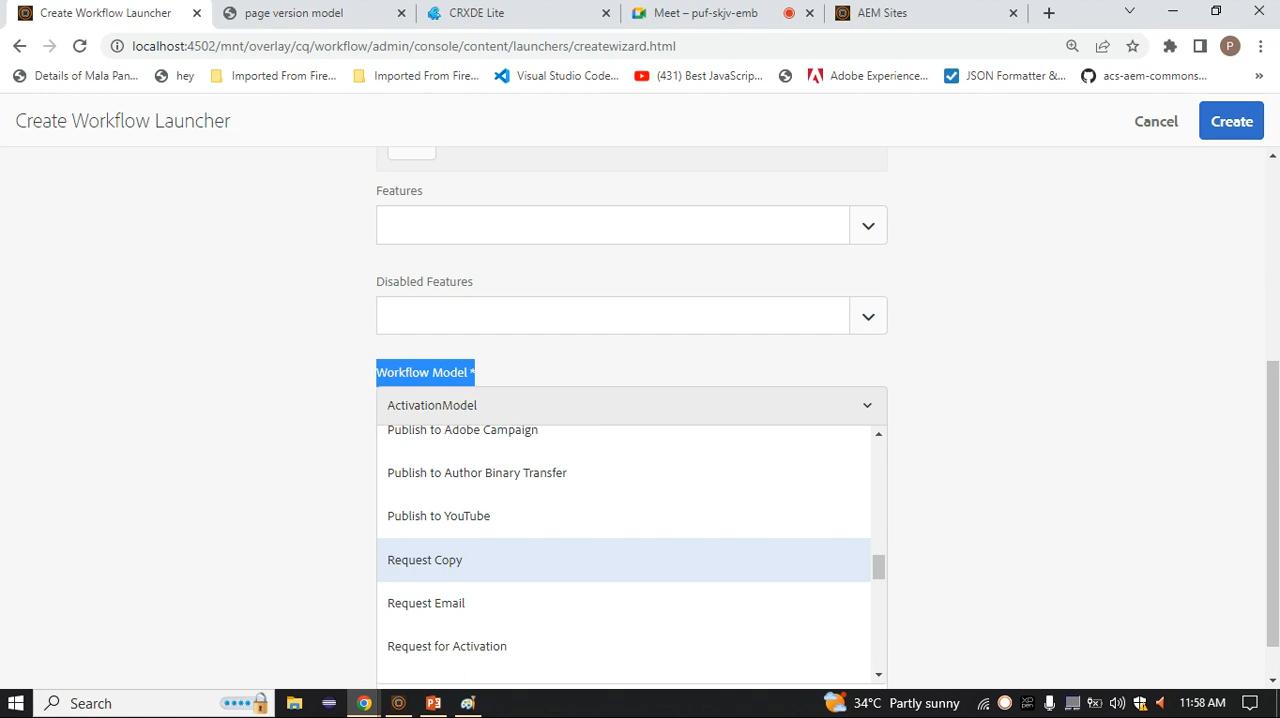 Create Workflow Launcher
page version model
CRXDE Lite
Meet – puf-skjv-emb
AEM Sites
localhost:4502/mnt/overlay/cq/workflow/admin/console/content/launchers/createwizard.html
P
Details of Mala Pan...
hey
Imported From Fire...
Imported From Fire...
Visual Studio Code...
(431) Best JavaScrip...
Adobe Experience...
JSON Formatter &...
acs-aem-commons...
»
Create Workflow Launcher
Cancel
Create
Features
Disabled Features
Workflow Model *
ActivationModel
Publish to Adobe Campaign
Publish to Author Binary Transfer
Publish to YouTube
Request Copy
Request Email
Request for Activation
Search
34°C Partly sunny
11:58 AM